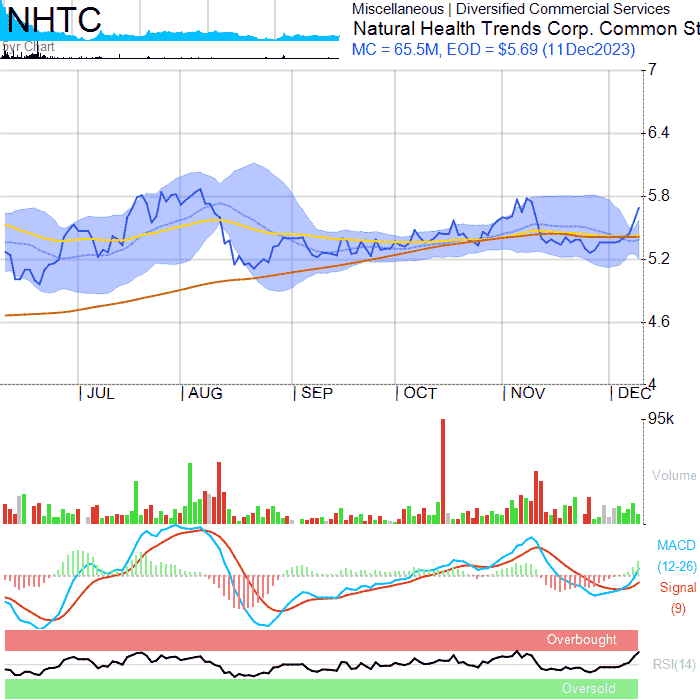 NHTC
5yr Chart
Miscellaneous | Diversified Commercial Services
Natural Health Trends Corp. Common St
MC = 65.5M, EOD = $5.69 (11Dec2023)
7
6.4
5.8
5.2
4.6
4
JUL AUG SEP OCT NOV DEC
95k
Volume
MACD
(12-26)
Signal
(9)
Overbought
RSI(14)
Oversold